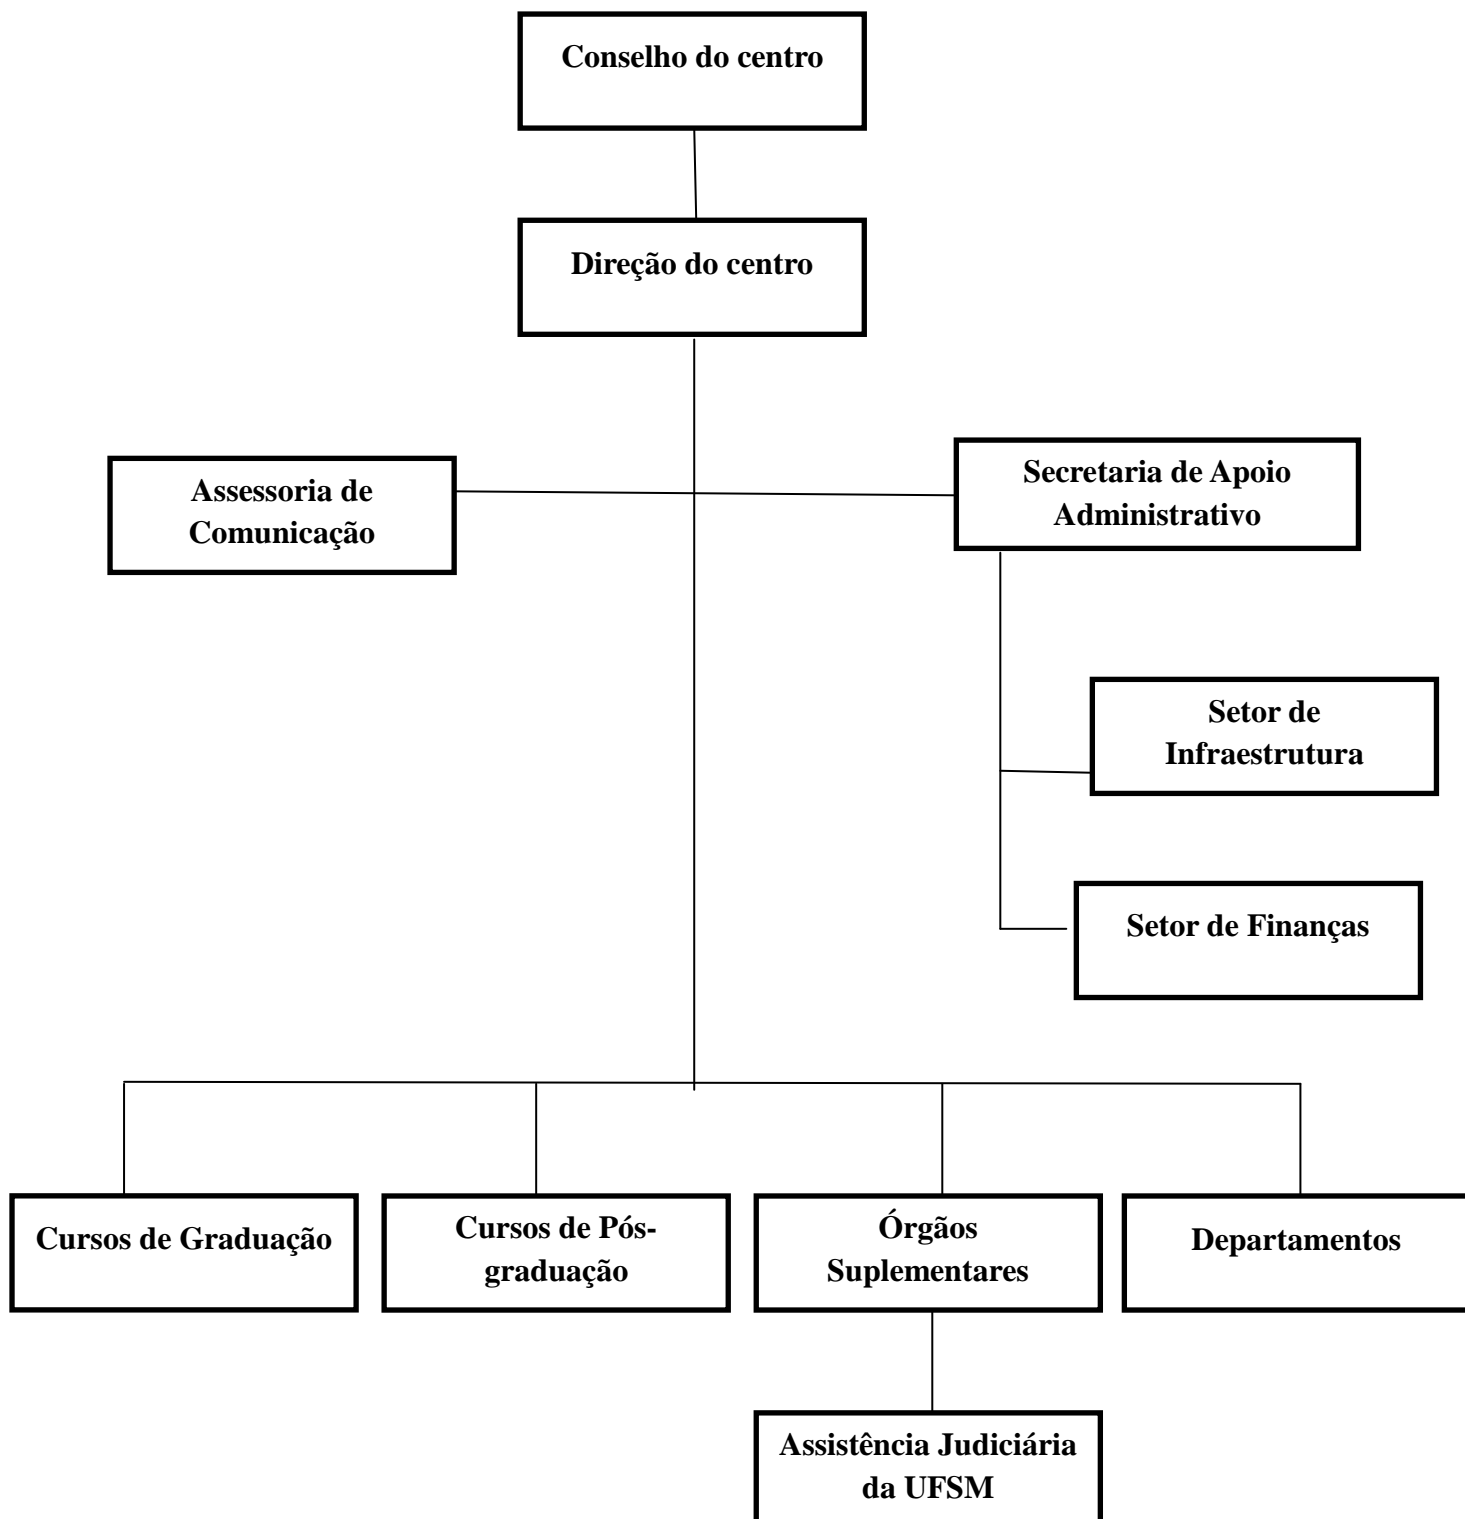 Conselho do centro
Direção do centro
Assessoria de
Comunicação
Secretaria de Apoio
Administrativo
Setor de
Infraestrutura
Setor de Finanças
Cursos de Graduação
Cursos de Pós-
graduação
Órgãos
Suplementares
Departamentos
Assistência Judiciária
da UFSM